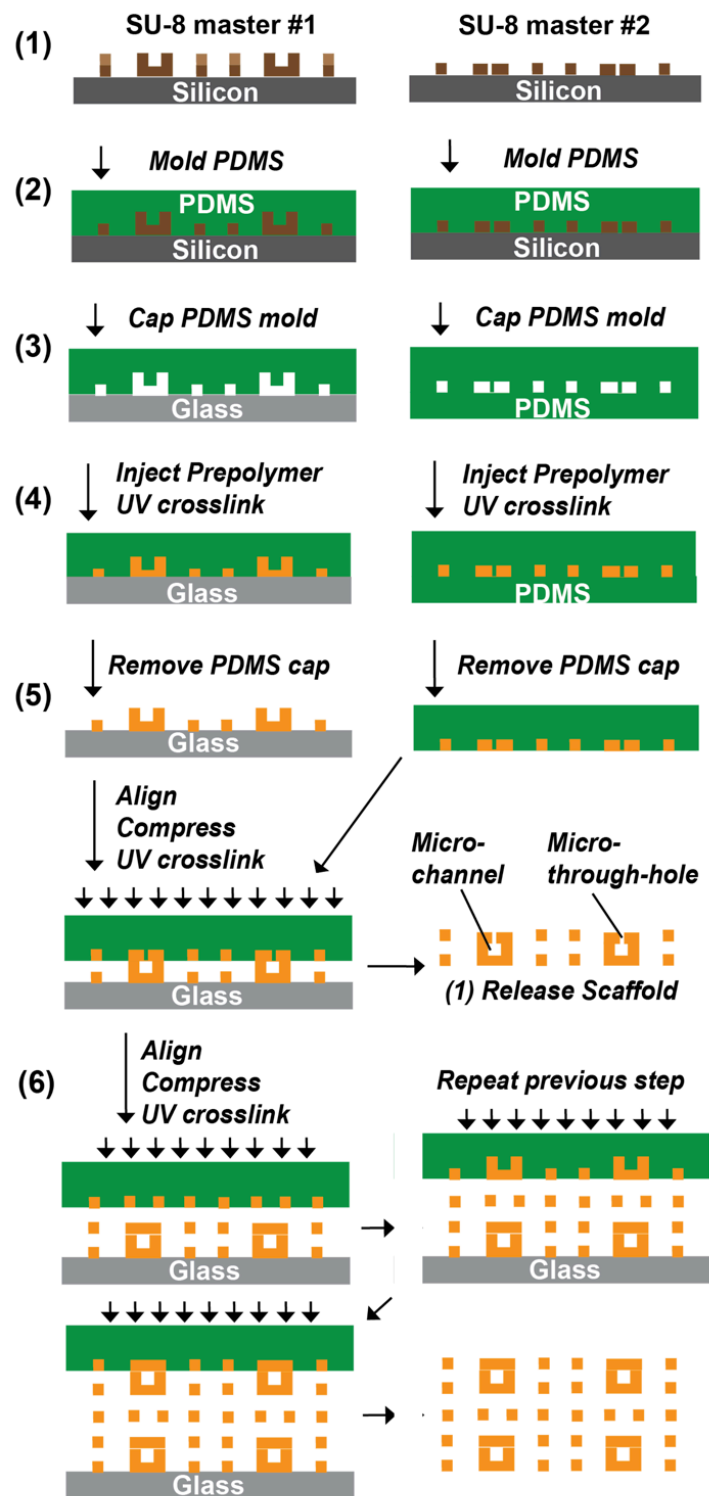 SU-8 master #1
SU-8 master #2
(1)
Silicon
Silicon
Mold PDMS
Mold PDMS
(2)
PDMS
PDMS
Silicon
Silicon
Cap PDMS mold
Cap PDMS mold
(3)
Glass
PDMS
Inject Prepolymer
UV crosslink
Inject Prepolymer
UV crosslink
(4)
Glass
PDMS
Remove PDMS cap
Remove PDMS cap
(5)
Glass
Align
Compress
UV crosslink
Micro-
channel
Micro-
through-hole
Glass
(1) Release Scaffold
(6)
Align
Compress
UV crosslink
Repeat previous step
Glass
Glass
Glass